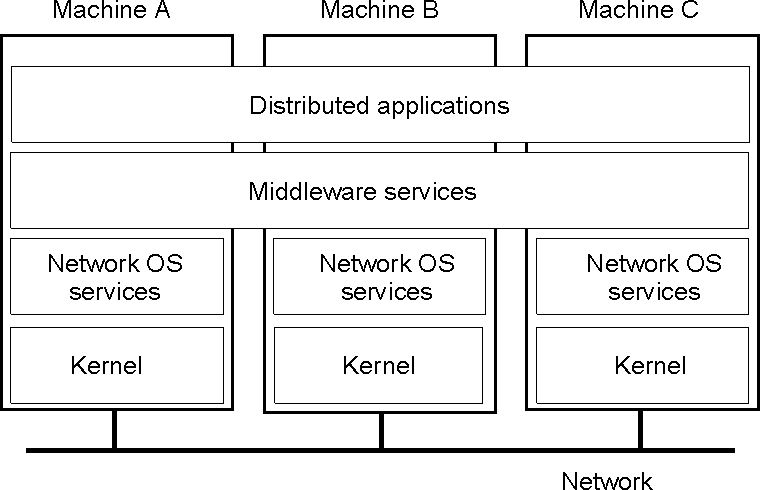 Machine A
Machine B
Machine C
Distributed applications
Middleware services
Network OS
services
Network OS
services
Network OS
services
Kernel
Kernel
Kernel
Network